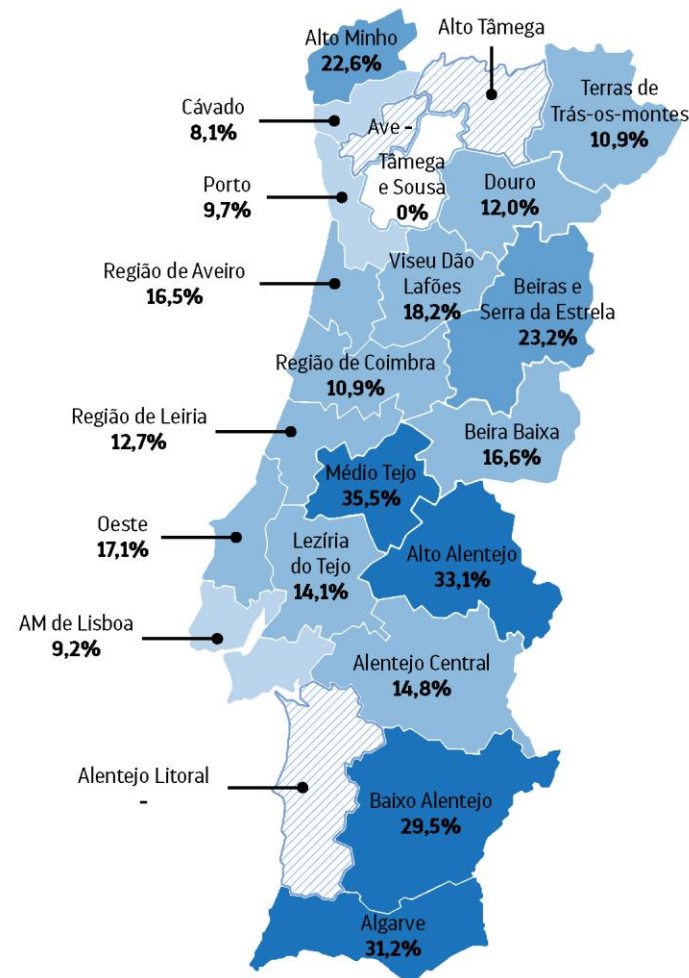 Alto Minho
22,6%
Alto Tâmega
Terras de
Trás-os-montes
10,9%
Cávado
8,1%
Ave -
Tâmega
e Sousa
0%
Porto
9,7%
Douro
12,0%
Região de Aveiro
16,5%
Viseu Dão
Lafões
18,2%
Beiras e
Serra da Estrela
23,2%
Região de Coimbra
10,9%
Região de Leiria
12,7%
Beira Baixa
16,6%
Médio Tejo
35,5%
Oeste
17,1%
Lezíria
do Tejo
14,1%
Alto Alentejo
33,1%
AM de Lisboa
9,2%
Alentejo Central
14,8%
Alentejo Litoral
-
Baixo Alentejo
29,5%
Algarve
31,2%